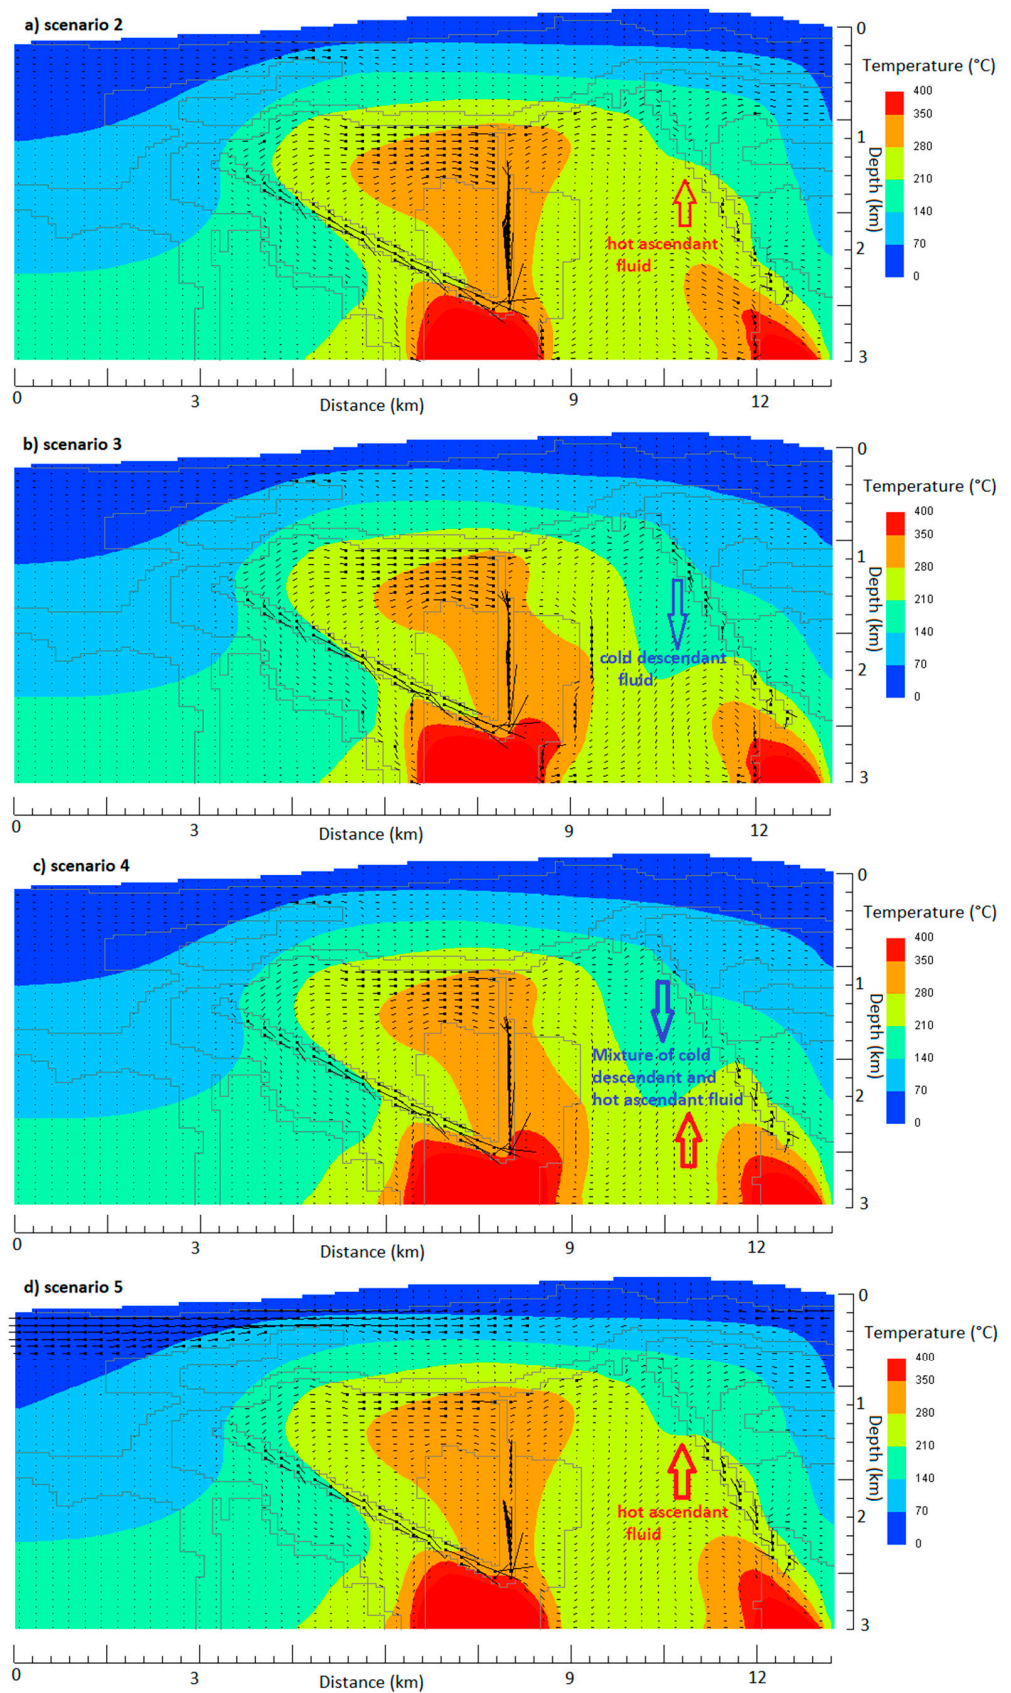 a) scenario 2
0
Temperature (°C)
400
350
280
210
140
70
0
1
Depth (km)
2
3
hot ascendant
fluid
0
3
Distance (km)
9
12
b) scenario 3
0
Temperature (°C)
400
350
280
210
140
70
0
1
Depth (km)
2
3
cold descendant
fluid
0
3
Distance (km)
9
12
c) scenario 4
0
Temperature (°C)
400
350
280
210
140
70
0
1
Depth (km)
2
3
Mixture of cold
descendant and
hot ascendant fluid
0
3
Distance (km)
9
12
d) scenario 5
0
Temperature (°C)
400
350
280
210
140
70
0
1
Depth (km)
2
3
hot ascendant
fluid
0
3
Distance (km)
9
12